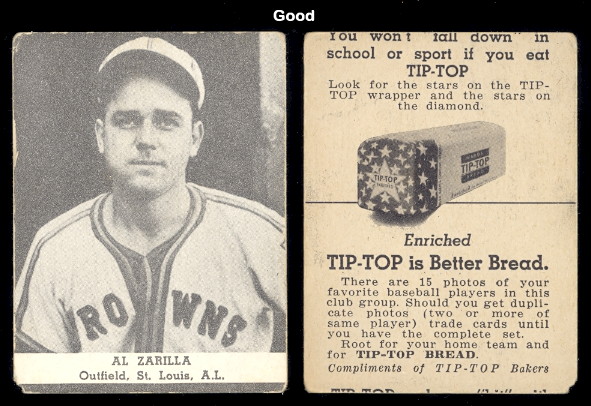 Good
ROWNS
AL ZARILLA
Outfield, St. Louis, A.L.
You won't "fall down" in
school or sport if you eat
TIP-TOP
Look for the stars on the TIP-
TOP wrapper and the stars on
the diamond.
TIP-TOP
TIP-TOP
Enriched
Enriched
TIP-TOP is Better Bread.
There are 15 photos of your
favorite baseball players in this
club group. Should you get dupli-
cate photos (two or more of
same player) trade cards until
you have the complete set.
Root for your home team and
for TIP-TOP BREAD.
Compliments of TIP-TOP Bakers